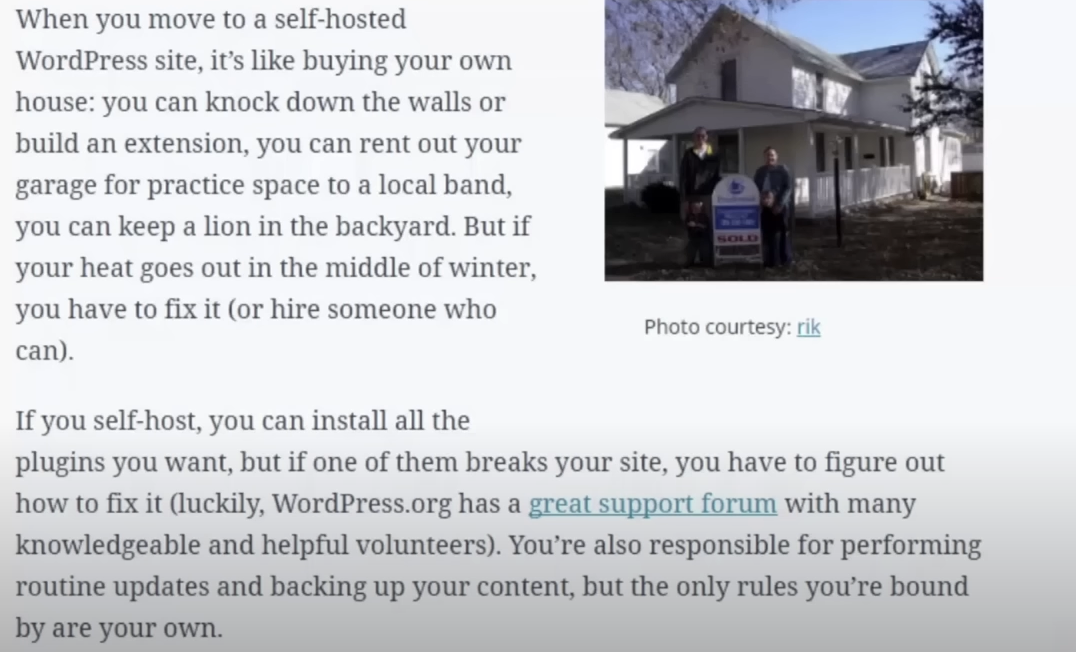 When you move to a self-hosted
WordPress site, it’s like buying your own
house: you can knock down the walls or
build an extension, you can rent out your
garage for practice space to a local band,
you can keep a lion in the backyard. But if
your heat goes out in the middle of winter,
you have to fix it (or hire someone who
can).
SOLD
Photo courtesy: rik
If you self-host, you can install all the
plugins you want, but if one of them breaks your site, you have to figure out
how to fix it (luckily, WordPress.org has a great support forum with many
knowledgeable and helpful volunteers). You’re also responsible for performing
routine updates and backing up your content, but the only rules you’re bound
by are your own.